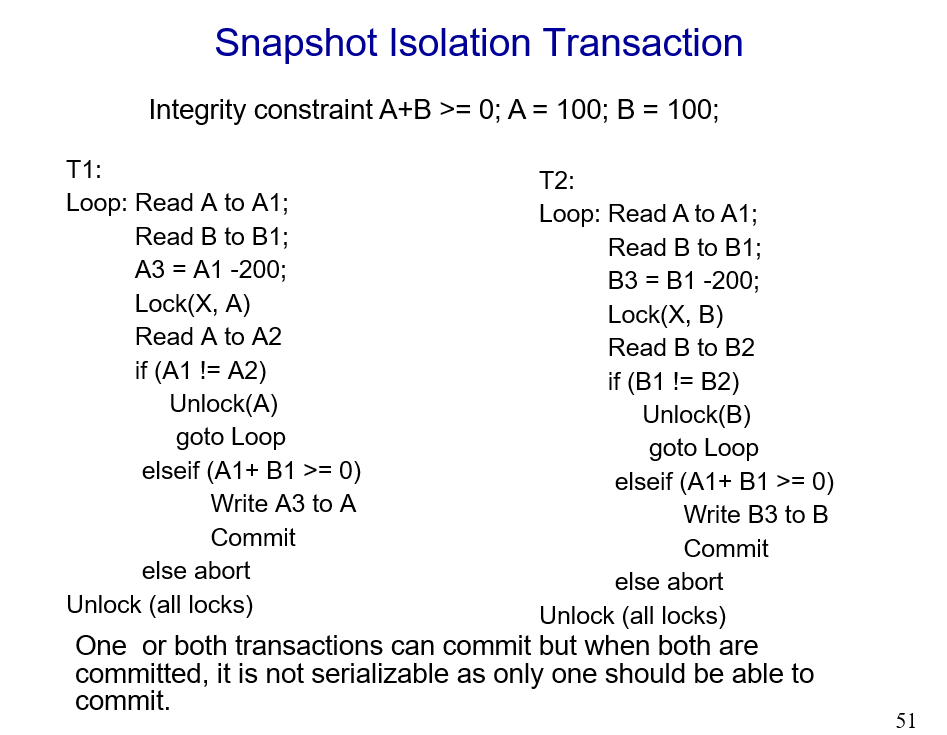 Snapshot Isolation Transaction
Integrity constraint A+B >= 0; A = 100; B = 100;
T1:
Loop: Read A to A1;
Read B to B1;
A3 = A1 -200;
Lock(X, A)
Read A to A2
if (A1 != A2)
Unlock(A)
goto Loop
elseif (A1+ B1 >= 0)
Write A3 to A
Commit
else abort
Unlock (all locks)
T2:
Loop: Read A to A1;
Read B to B1;
B3 = B1 -200;
Lock(X, B)
Read B to B2
if (B1 != B2)
Unlock(B)
goto Loop
elseif (A1+ B1 >= 0)
Write B3 to B
Commit
else abort
Unlock (all locks)
One or both transactions can commit but when both are
committed, it is not serializable as only one should be able to
commit.
51